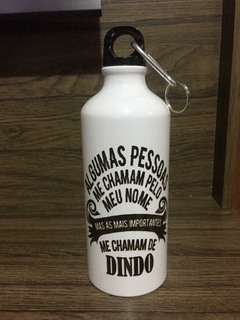 ALGUMAS PESSOAS
ME CHAMAM PELO
MEU NOME
MAS AS MAIS IMPORTANTES
ME CHAMAM DE
DINDO